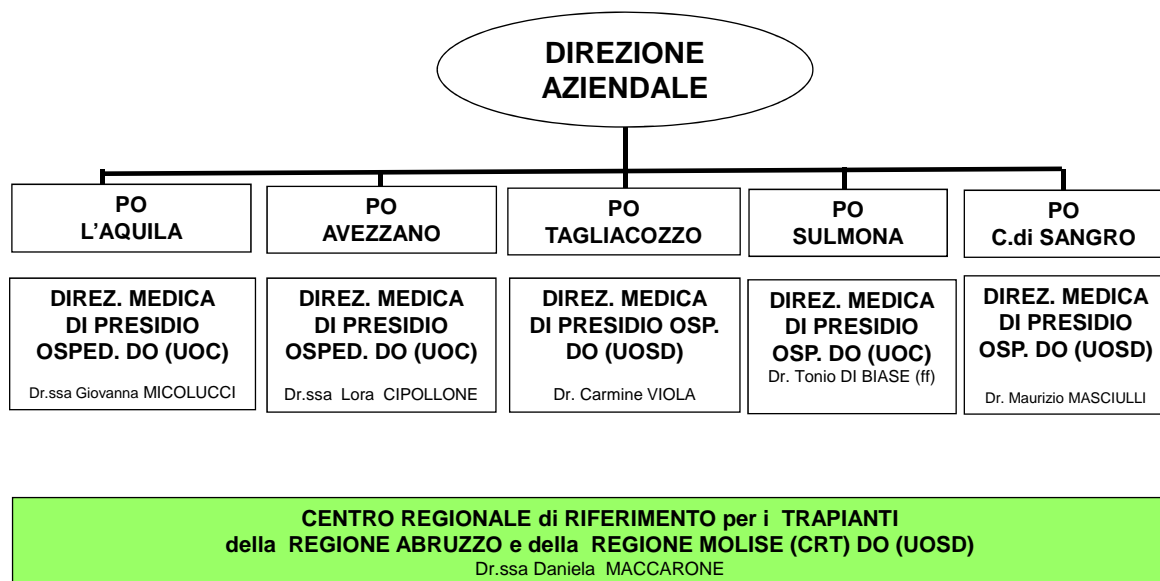 DIREZIONE
AZIENDALE
PO
L'AQUILA
PO
AVEZZANO
PO
TAGLIACOZZO
PO
SULMONA
PO
C.di SANGRO
DIREZ. MEDICA
DI PRESIDIO
OSPED. DO (UOC)
Dr.ssa Giovanna MICOLUCCI
DIREZ. MEDICA
DI PRESIDIO
OSPED. DO (UOC)
Dr.ssa Lora CIPOLLONE
DIREZ. MEDICA
DI PRESIDIO OSP.
DO (UOSD)
Dr. Carmine VIOLA
DIREZ. MEDICA
DI PRESIDIO
OSP. DO (UOC)
Dr. Tonio DI BIASE (ff)
DIREZ. MEDICA
DI PRESIDIO
OSP. DO (UOSD)
Dr. Maurizio MASCIULLI
CENTRO REGIONALE di RIFERIMENTO per i TRAPIANTI
della REGIONE ABRUZZO e della REGIONE MOLISE (CRT) DO (UOSD)
Dr.ssa Daniela MACCARONE